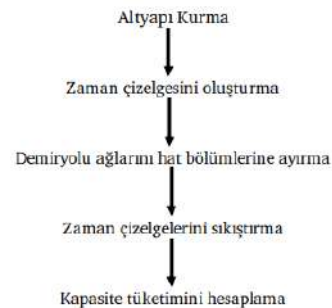 Altyapı Kurma
Zaman çizelgesini oluşturma
Demiryolu ağlarını hat bölümlerine ayırma
Zaman çizelgelerini sıkıştırma
Kapasite tüketimini hesaplama